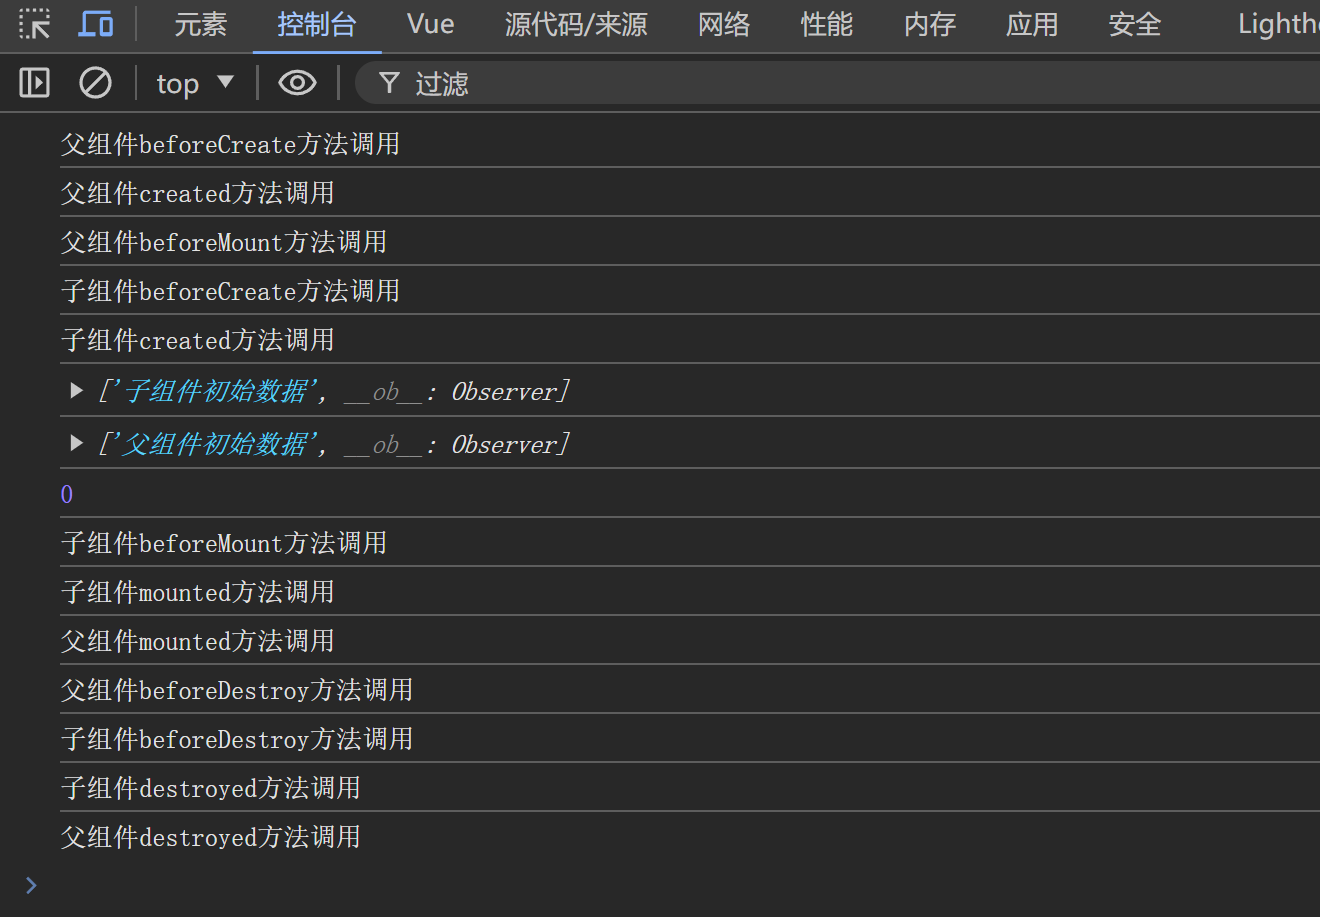 元素 控制台 Vue 源代码/来源 网络 性能 内存 应用 安全
top 过滤
父组件beforeCreate方法调用
父组件created方法调用
父组件beforeMount方法调用
子组件beforeCreate方法调用
子组件created方法调用
['子组件初始数据', __ob__: Observer]
['父组件初始数据', __ob__: Observer]
0
子组件beforeMount方法调用
子组件mounted方法调用
父组件mounted方法调用
父组件beforeDestroy方法调用
子组件beforeDestroy方法调用
子组件destroyed方法调用
父组件destroyed方法调用